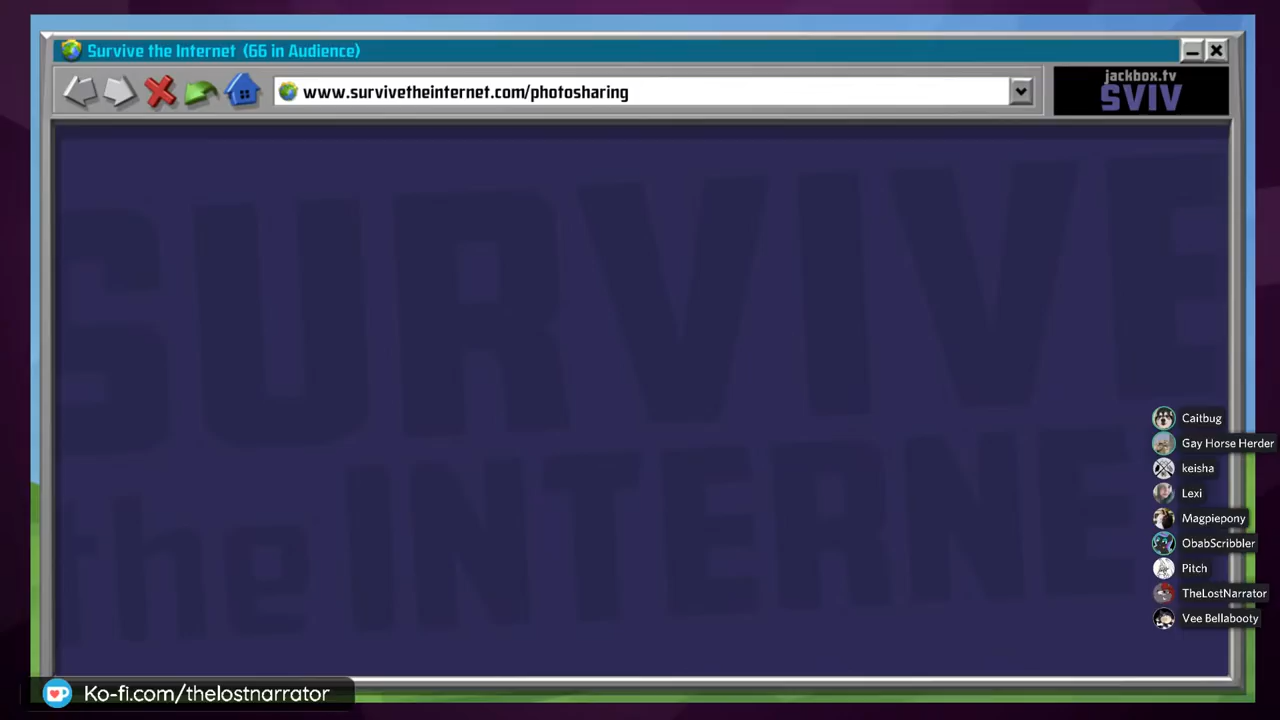 Survive the Internet (66 in Audience)
www.survivetheinternet.com/photosharing
jackbox.tv
SVIV
SURVIVE
the INTERNE
Caitbug
Gay Horse Herder
keisha
Lexi
Magpiepony
ObabScribbler
Pitch
TheLostNarrator
Vee Bellabooty
Ko-fi.com/thelostnarrator